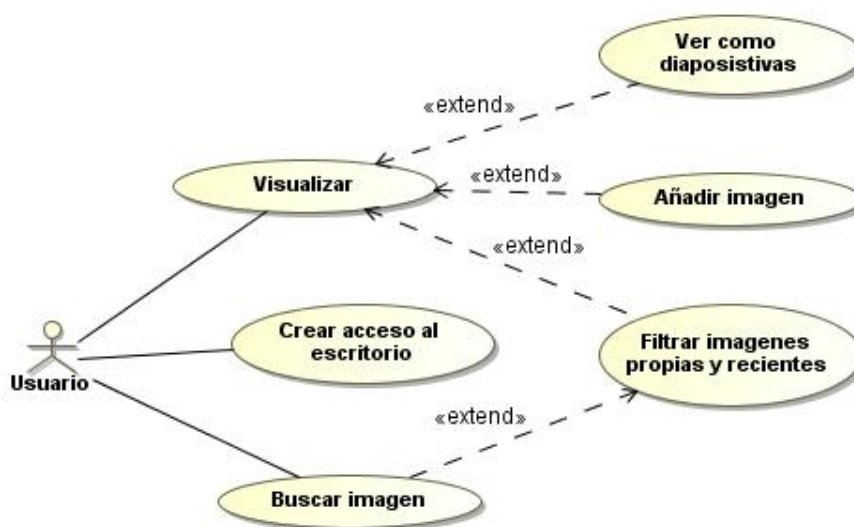 Ver como
diaposistivas
«extend»
Visualizar
«extend»
Añadir imagen
«extend»
Crear acceso al
escritorio
Filtrar imagenes
propias y recientes
Usuario
«extend»
Buscar imagen